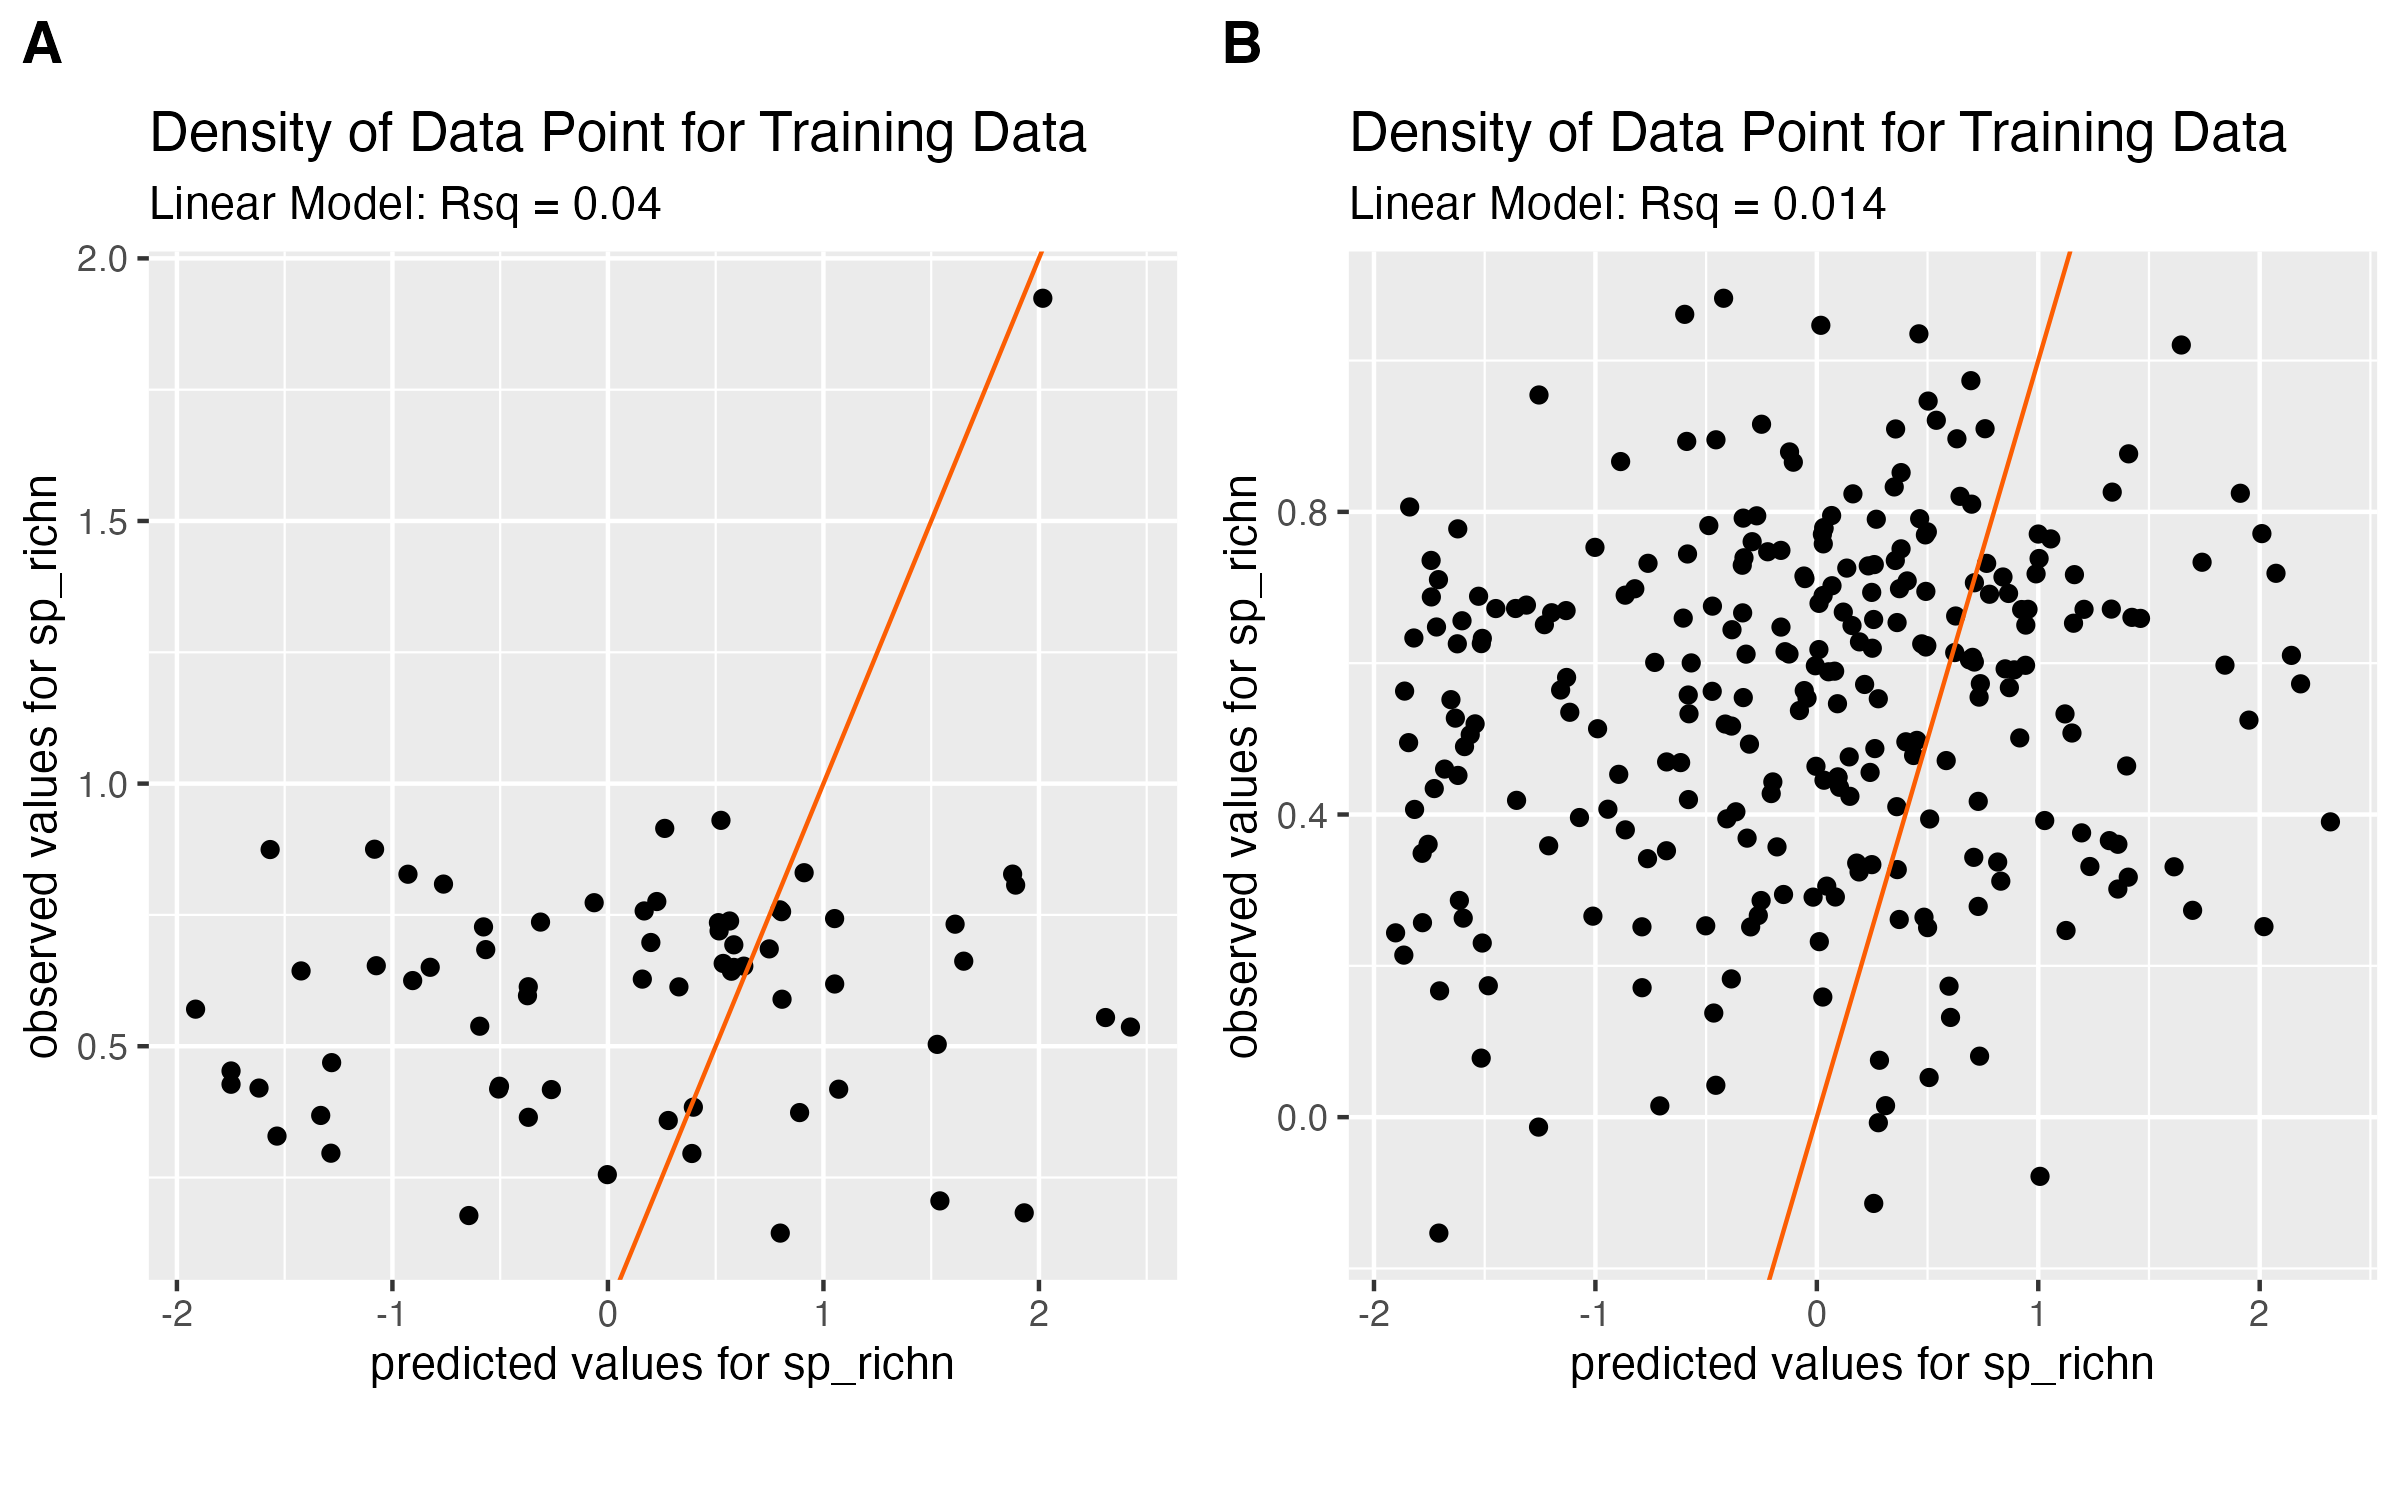 A
Density of Data Point for Training Data
Linear Model: Rsq = 0.04
2.0
1.5
1.0
0.5
observed values for sp_richn
-2 -1 0 1 2
predicted values for sp_richn
B
Density of Data Point for Training Data
Linear Model: Rsq = 0.014
0.8
0.4
0.0
observed values for sp_richn
-2 -1 0 1 2
predicted values for sp_richn